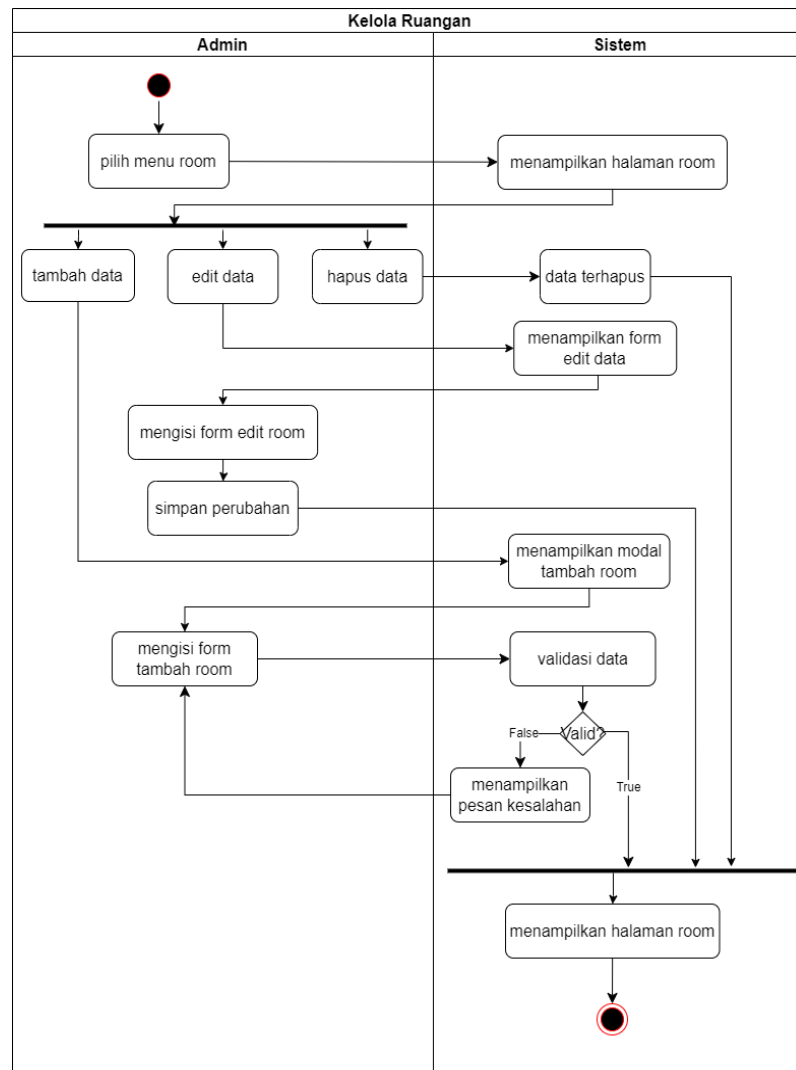 Kelola Ruangan
Admin
Sistem
pilih menu room
menampilkan halaman room
tambah data
edit data
hapus data
data terhapus
menampilkan form
edit data
mengisi form edit room
simpan perubahan
menampilkan modal
tambah room
mengisi form
tambah room
validasi data
Valid?
False
True
menampilkan
pesan kesalahan
menampilkan halaman room